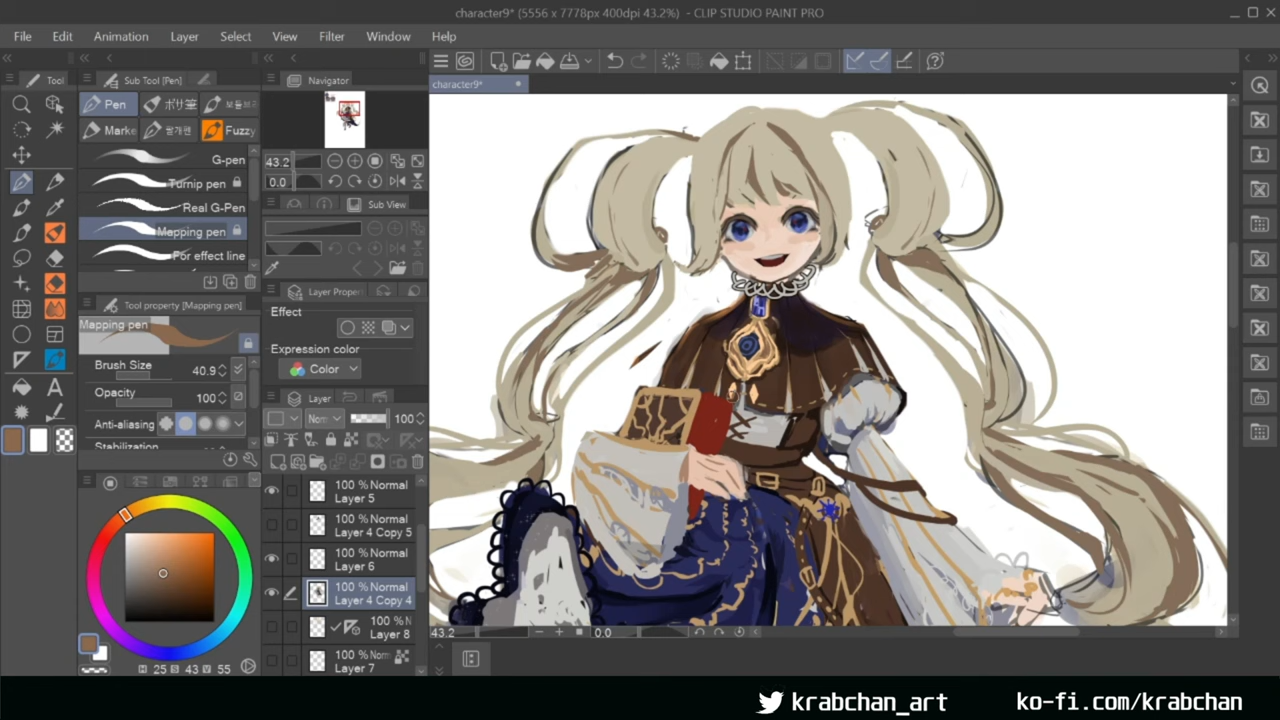 character9* (5556 x 7778px 400dpi 43.2%) - CLIP STUDIO PAINT PRO
File Edit Animation Layer Select View Filter Window Help
Tool
Sub Tool [Pen]
Navigator
character9*
Pen
Marke
Fuzzy
G-pen
Turnip pen
Real G-Pen
Mapping pen
For effect line
43.2
0.0
Sub View
Layer Proper
Effect
Expression color
Color
Tool property [Mapping pen]
Mapping pen
Brush Size 40.9
Opacity 100
Anti-aliasing
Stabilization
Layer
Nom 100
100 % Normal
Layer 5
100 % Normal
Layer 4 Copy 5
100 % Normal
Layer 6
100 % Normal
Layer 4 Copy 4
100 % N
Layer 8
100 % Nom
Layer 7
H 25 S 43 V 55
43.2 0.0
krabchan_art ko-fi.com/krabchan